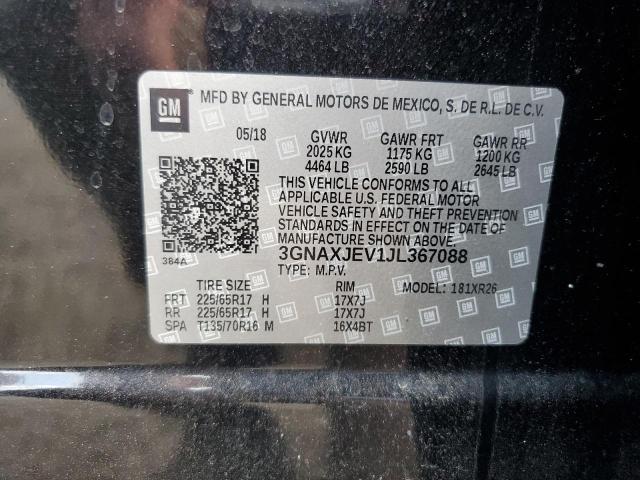 GM MFD BY GENERAL MOTORS DE MEXICO, S. DE R.L. DE C.V.
05/18 GVWR GAWR FRT GAWR RR
2025 KG 1175 KG 1200 KG
4464 LB 2590 LB 2645 LB
THIS VEHICLE CONFORMS TO ALL
APPLICABLE U.S. FEDERAL MOTOR
VEHICLE SAFETY AND THEFT PREVENTION
STANDARDS IN EFFECT ON THE DATE OF
MANUFACTURE SHOWN ABOVE.
384A 3GNAXJEV1JL367088
TYPE: M.P.V. MODEL: 181XR26
TIRE SIZE RIM
FRT 225/65R17 H 17X7J
RR 225/65R17 H 17X7J
SPA T135/70R16 M 16X4BT